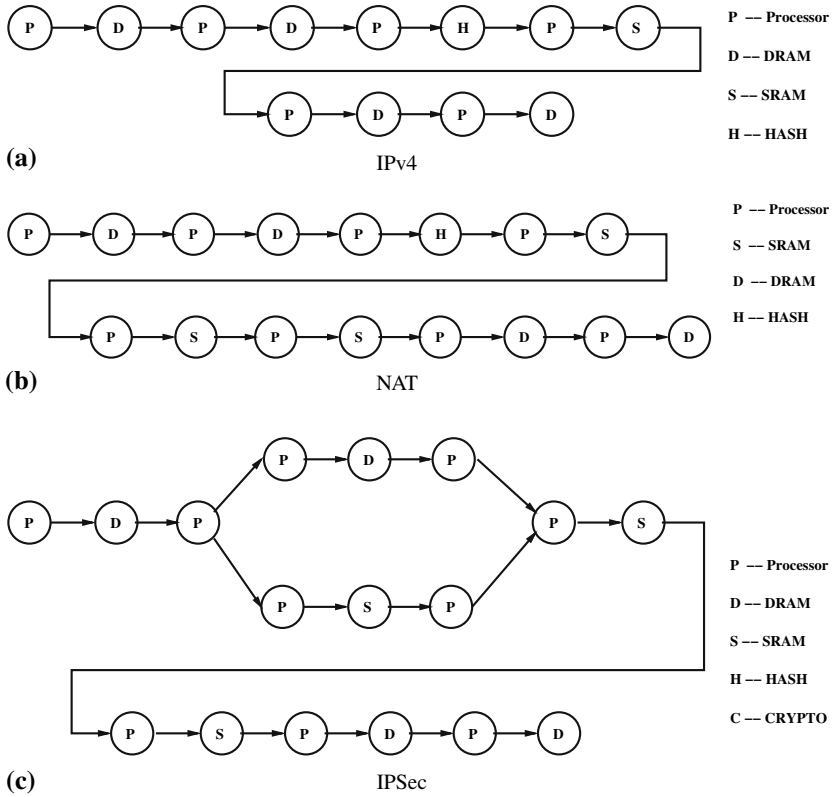 P D P D P H P S
P -- Processor
D -- DRAM
S -- SRAM
H -- HASH
P D P D
(a)
IPv4
P D P D P H P S
P -- Processor
S -- SRAM
D -- DRAM
H -- HASH
P S P S P D P D
(b)
NAT
P D P
P D P P S
P S P
P -- Processor
D -- DRAM
S -- SRAM
H -- HASH
C -- CRYPTO
P S P D P D
(c)
IPSec